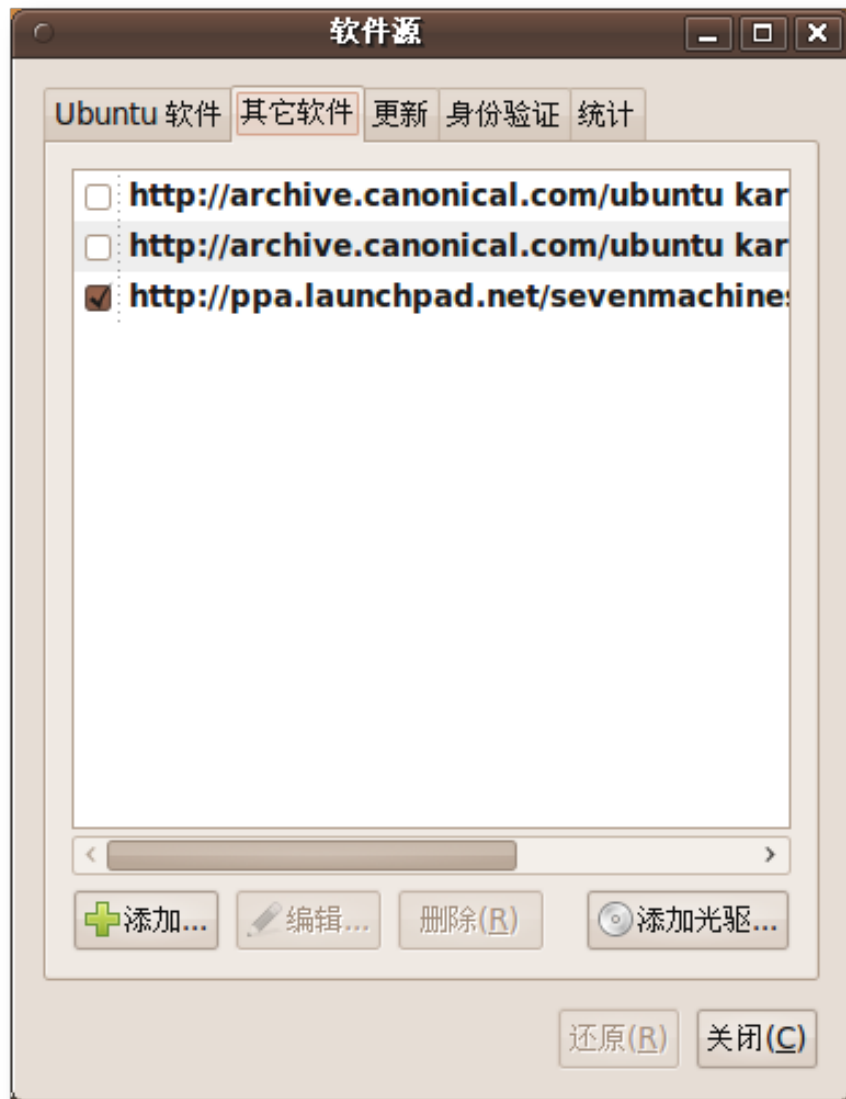 软件源
Ubuntu 软件 其它软件 更新 身份验证 统计
http://archive.canonical.com/ubuntu kar
http://archive.canonical.com/ubuntu kar
http://ppa.launchpad.net/sevenmachines
添加... 编辑... 删除(R) 添加光驱...
还原(R) 关闭(C)